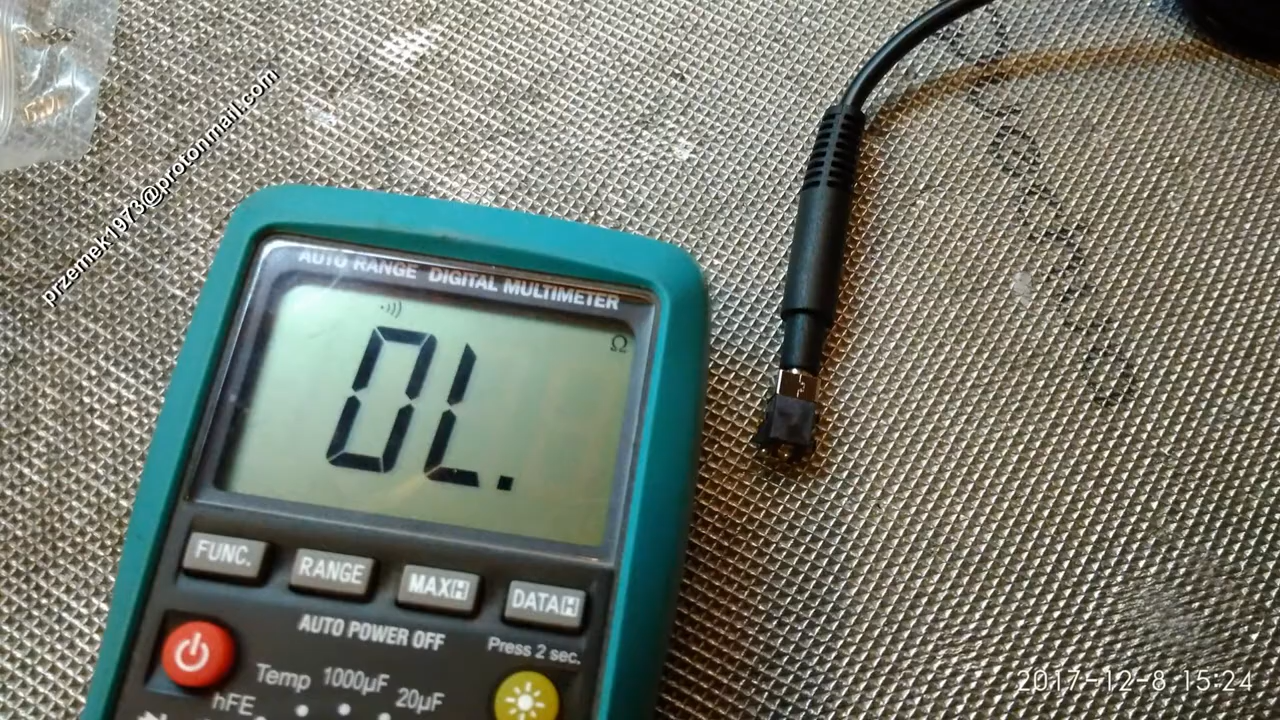 przemek1973@protonmail.com
AUTO RANGE DIGITAL MULTIMETER
Ω
0L.
FUNC.
RANGE
MAX H
DATA H
AUTO POWER OFF
Press 2 sec.
Temp
1000µF
20µF
hFE
2017-12-8 15:24